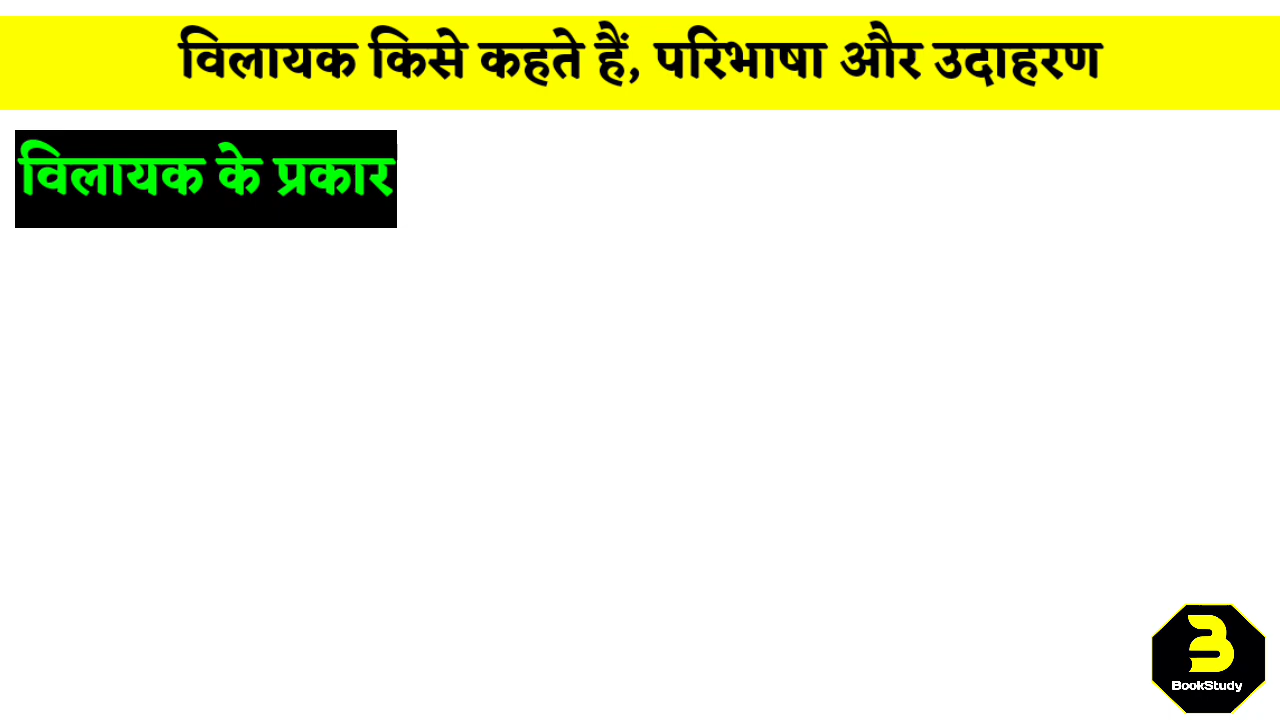 विलायक किसे कहते हैं, परिभाषा और उदाहरण
विलायक के प्रकार
BookStudy